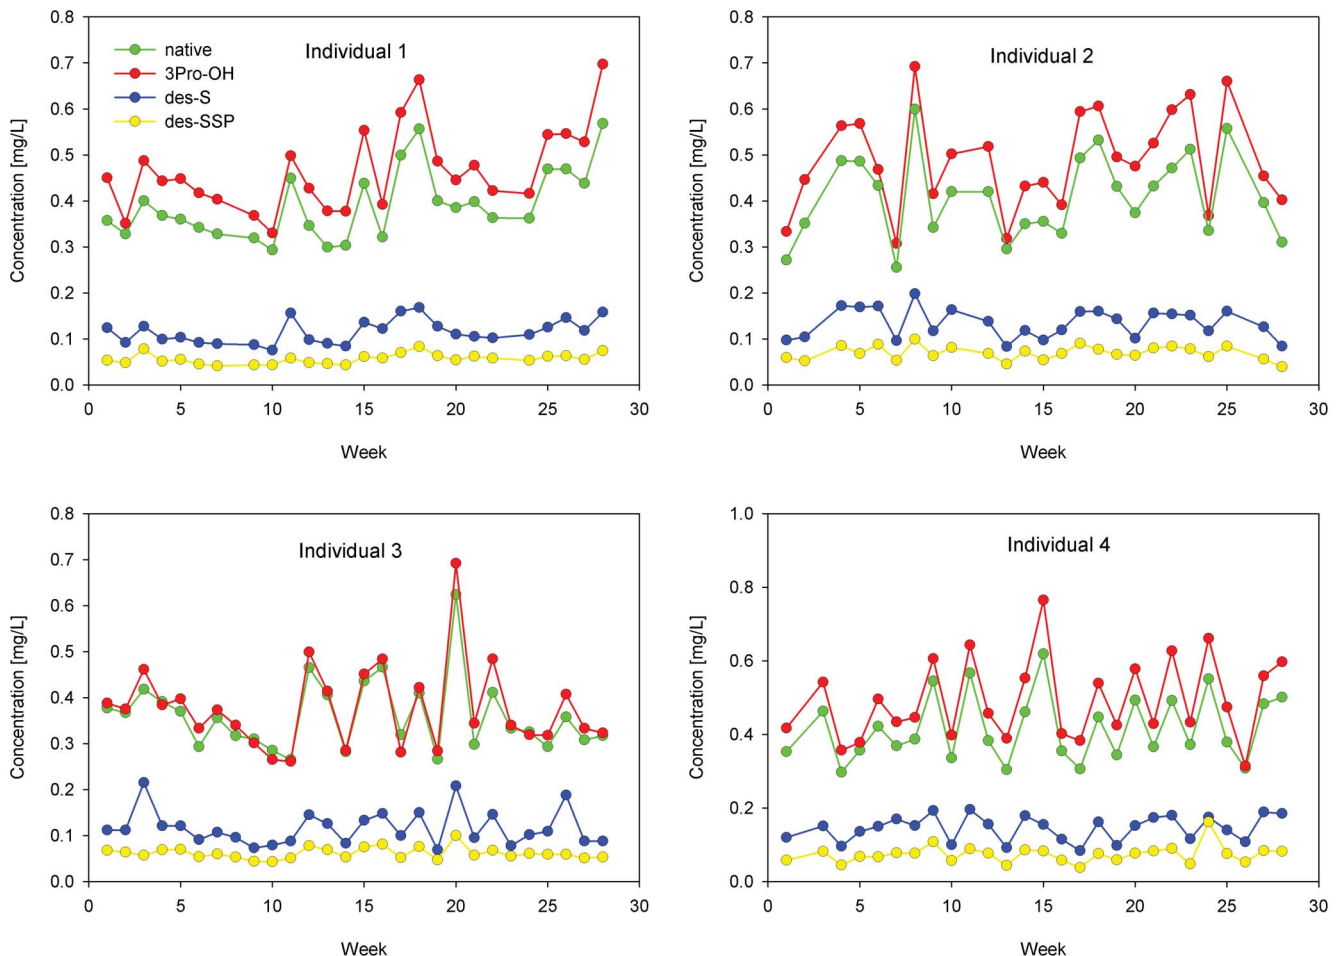 Individual 1
native
3Pro-OH
des-S
des-SSP
Concentration [mg/L]
0.8
0.7
0.6
0.5
0.4
0.3
0.2
0.1
0.0
0 5 10 15 20 25 30
Week
Individual 2
Concentration [mg/L]
0.8
0.7
0.6
0.5
0.4
0.3
0.2
0.1
0.0
0 5 10 15 20 25 30
Week
Individual 3
Concentration [mg/L]
0.8
0.7
0.6
0.5
0.4
0.3
0.2
0.1
0.0
0 5 10 15 20 25 30
Week
Individual 4
Concentration [mg/L]
1.0
0.8
0.6
0.4
0.2
0.0
0 5 10 15 20 25 30
Week